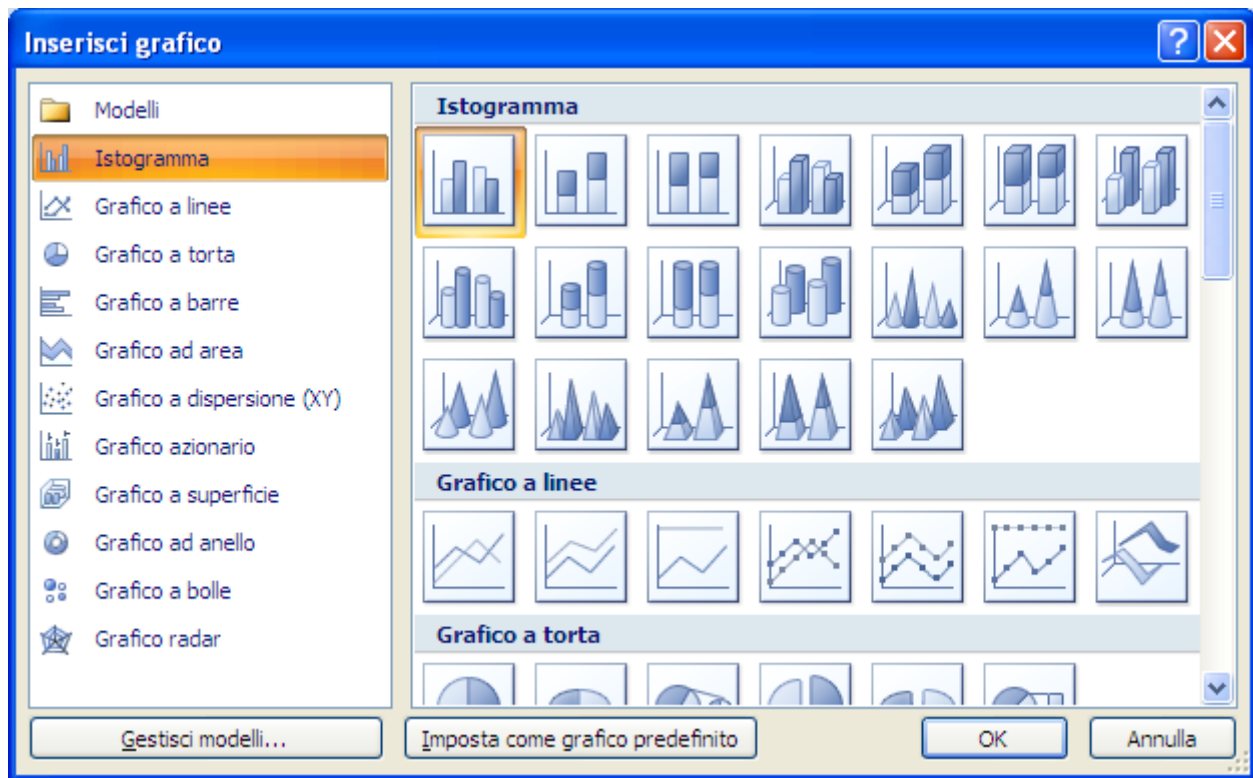 Inserisci grafico
Modelli
Istogramma
Grafico a linee
Grafico a torta
Grafico a barre
Grafico ad area
Grafico a dispersione (XY)
Grafico azionario
Grafico a superficie
Grafico ad anello
Grafico a bolle
Grafico radar
Istogramma
Grafico a linee
Grafico a torta
Gestisci modelli...
Imposta come grafico predefinito
OK
Annulla